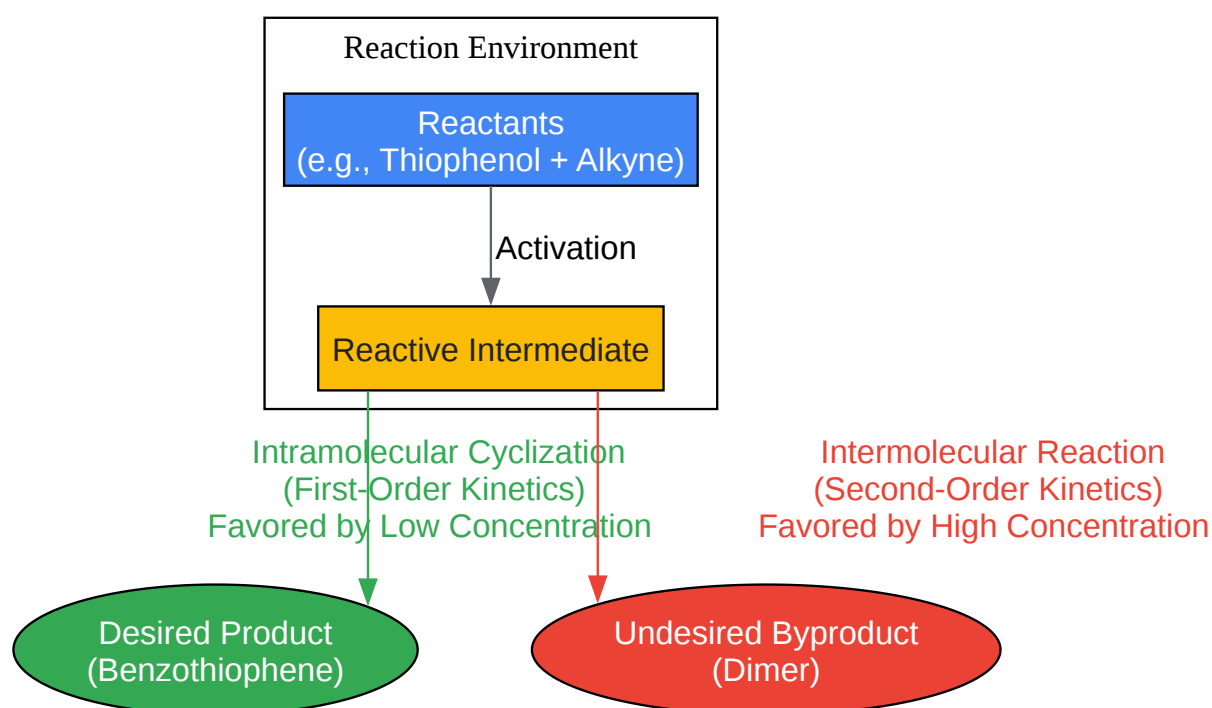 Reaction Environment
Reactants
(e.g., Thiophenol + Alkyne)
Activation
Reactive Intermediate
Intramolecular Cyclization
(First-Order Kinetics)
Favored by Low Concentration
Intermolecular Reaction
(Second-Order Kinetics)
Favored by High Concentration
Desired Product
(Benzothiophene)
Undesired Byproduct
(Dimer)